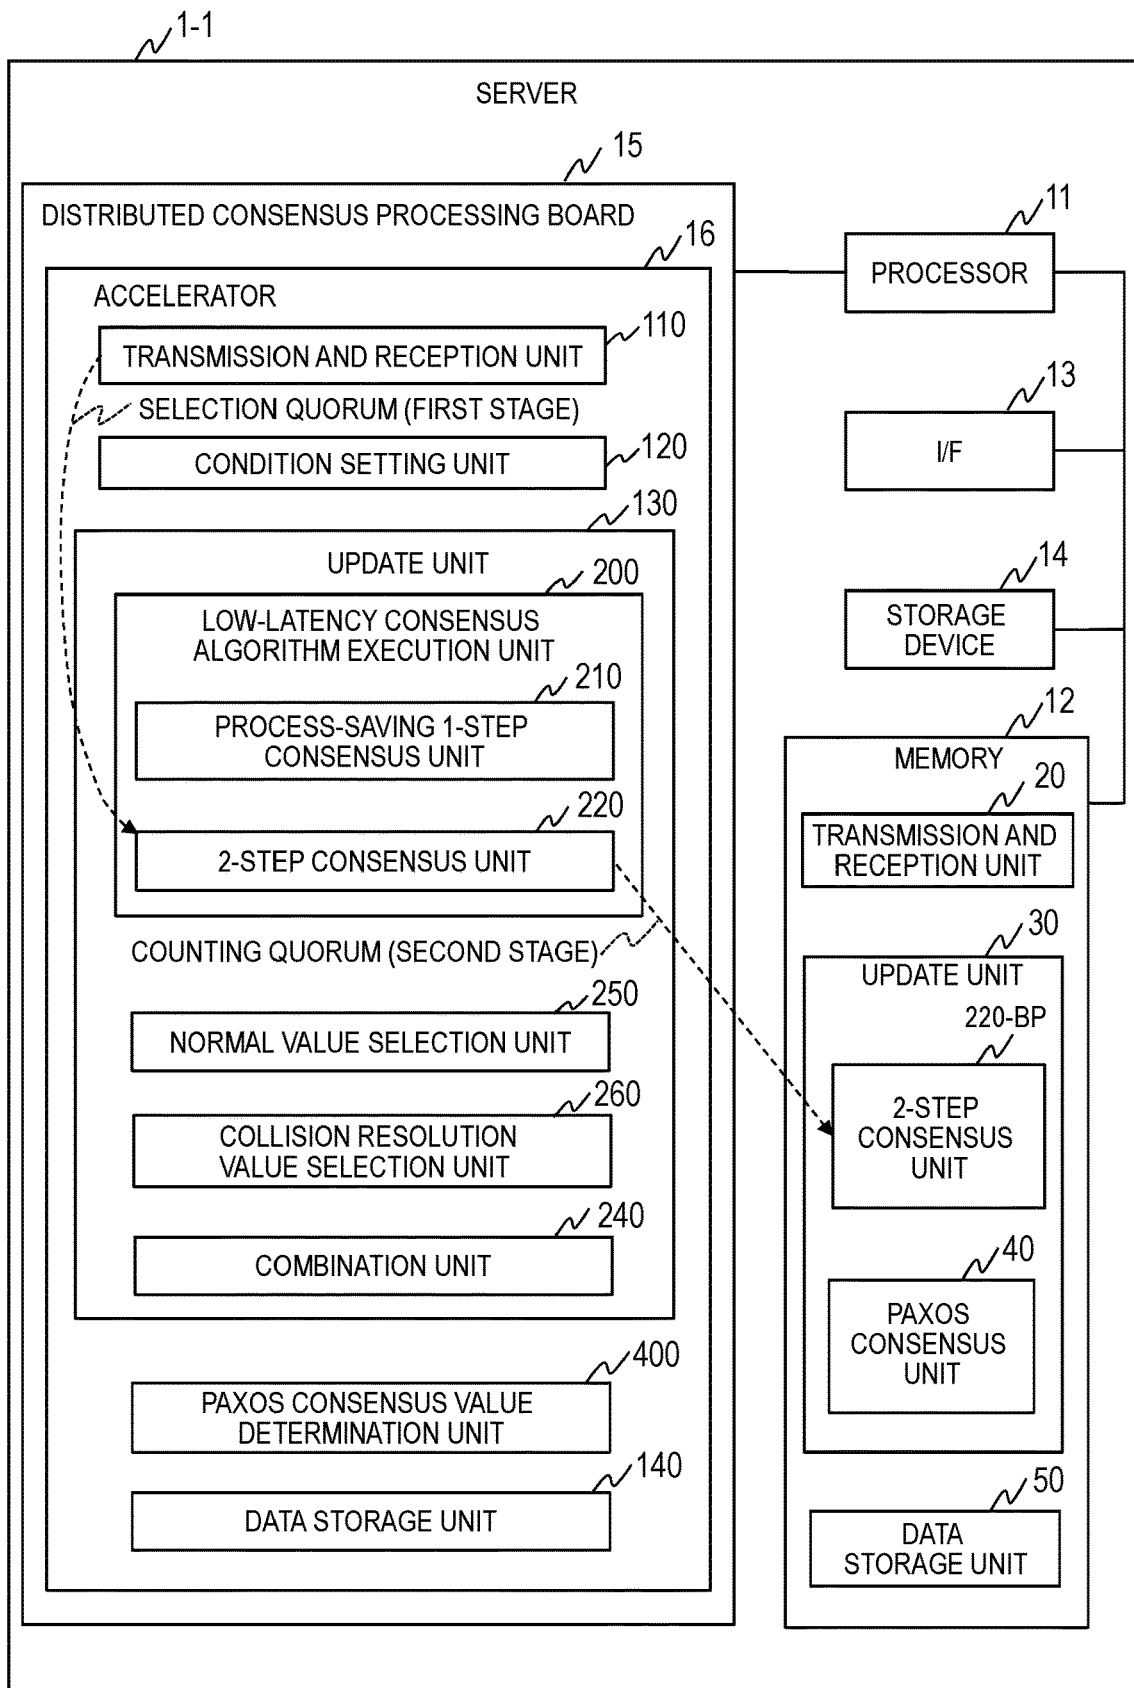 1-1
SERVER
15
DISTRIBUTED CONSENSUS PROCESSING BOARD
16
ACCELERATOR
110
TRANSMISSION AND RECEPTION UNIT
SELECTION QUORUM (FIRST STAGE)
120
CONDITION SETTING UNIT
130
UPDATE UNIT
200
LOW-LATENCY CONSENSUS
ALGORITHM EXECUTION UNIT
210
PROCESS-SAVING 1-STEP
CONSENSUS UNIT
220
2-STEP CONSENSUS UNIT
COUNTING QUORUM (SECOND STAGE)
250
NORMAL VALUE SELECTION UNIT
260
COLLISION RESOLUTION
VALUE SELECTION UNIT
240
COMBINATION UNIT
400
PAXOS CONSENSUS VALUE
DETERMINATION UNIT
140
DATA STORAGE UNIT
11
PROCESSOR
13
I/F
14
STORAGE
DEVICE
12
MEMORY
20
TRANSMISSION AND
RECEPTION UNIT
30
UPDATE UNIT
220-BP
2-STEP
CONSENSUS
UNIT
40
PAXOS
CONSENSUS
UNIT
50
DATA
STORAGE UNIT